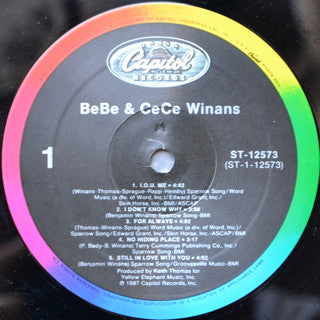 Capitol
RECORDS
BeBe & CeCe Winans
1
ST-12573
(ST-1-12573)
1. I.O.U. ME • 4:42
(Winans-Thomas-Sprague-Rapp-Hemby) Sparrow Song/Word
Music (a div. of Word, Inc.)/Edward Grant, Inc./
Skin Horse, Inc.-BMI/ASCAP
2. I DON'T KNOW WHY • 3:58
(Benjamin Winans) Sparrow Song-BMI
3. FOR ALWAYS • 4:02
(Thomas-Winans-Sprague) Word Music (a div. of Word, Inc.)/
Sparrow Song/Edward Grant, Inc./Skin Horse, Inc.-ASCAP/BMI
4. NO HIDING PLACE • 3:17
(P. Bady-B. Winans) Terry Cummings Publishing Co./
Sparrow Song-BMI
5. STILL IN LOVE WITH YOU • 4:02
(Benjamin Winans) Sparrow Song/Groovesville Music-BMI
Produced by Keith Thomas for
Yellow Elephant Music, Inc.
℗ 1987 Capitol Records, Inc.